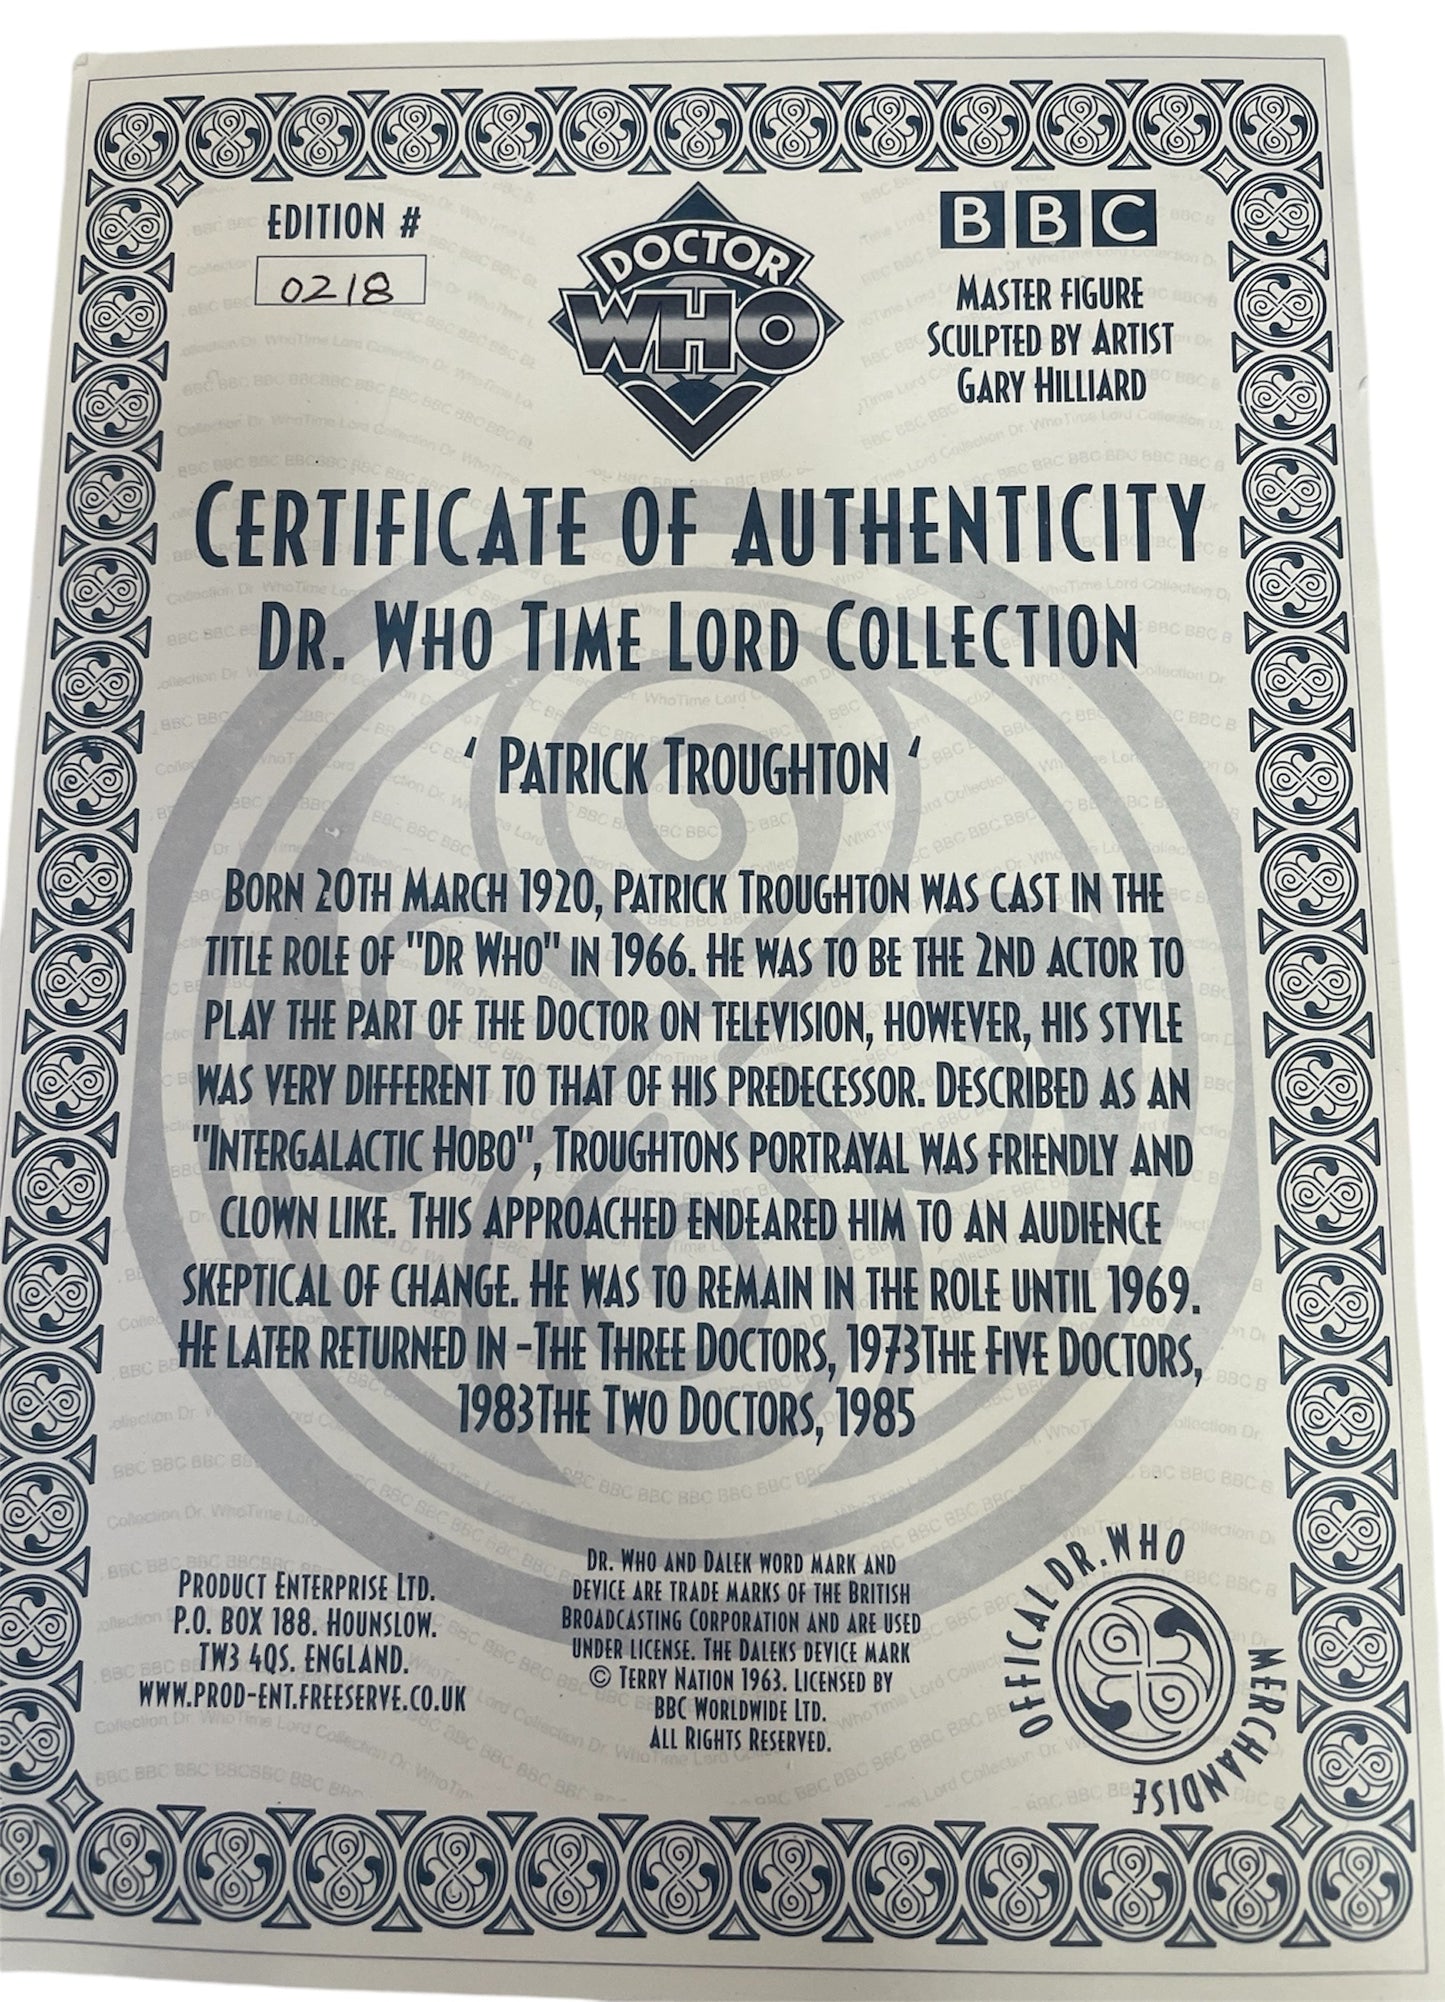 EDITION #
0218
DOCTOR
WHO
BBC
MASTER FIGURE
SCULPTED BY ARTIST
GARY HILLIARD
CERTIFICATE OF AUTHENTICITY
DR. WHO TIME LORD COLLECTION
' PATRICK TROUGHTON '
BORN 20TH MARCH 1920, PATRICK TROUGHTON WAS CAST IN THE
TITLE ROLE OF "DR WHO" IN 1966. HE WAS TO BE THE 2ND ACTOR TO
PLAY THE PART OF THE DOCTOR ON TELEVISION, HOWEVER, HIS STYLE
WAS VERY DIFFERENT TO THAT OF HIS PREDECESSOR. DESCRIBED AS AN
"INTERGALACTIC HOBO", TROUGHTONS PORTRAYAL WAS FRIENDLY AND
CLOWN LIKE. THIS APPROACHED ENDEARED HIM TO AN AUDIENCE
SKEPTICAL OF CHANGE. HE WAS TO REMAIN IN THE ROLE UNTIL 1969.
HE LATER RETURNED IN -THE THREE DOCTORS, 1973THE FIVE DOCTORS,
1983THE TWO DOCTORS, 1985
PRODUCT ENTERPRISE LTD.
P.O. BOX 188. HOUNSLOW.
TW3 4QS. ENGLAND.
WWW.PROD-ENT.FREESERVE.CO.UK
DR. WHO AND DALEK WORD MARK AND
DEVICE ARE TRADE MARKS OF THE BRITISH
BROADCASTING CORPORATION AND ARE USED
UNDER LICENSE. THE DALEKS DEVICE MARK
© TERRY NATION 1963. LICENSED BY
BBC WORLDWIDE LTD.
ALL RIGHTS RESERVED.
OFFICAL DR. WHO
MERCHANDISE